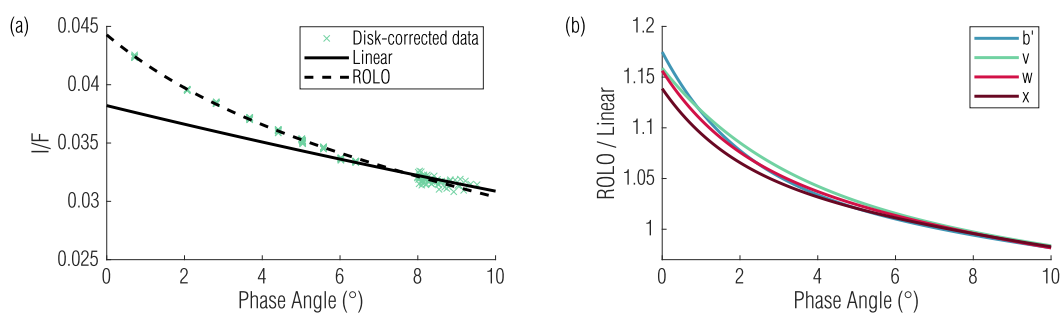 (a)
I/F
0.045
0.04
0.035
0.03
0.025
0 2 4 6 8 10
Phase Angle (°)
Disk-corrected data
Linear
ROLO
(b)
ROLO / Linear
1.2
1.15
1.1
1.05
1
0 2 4 6 8 10
Phase Angle (°)
b'
v
w
x